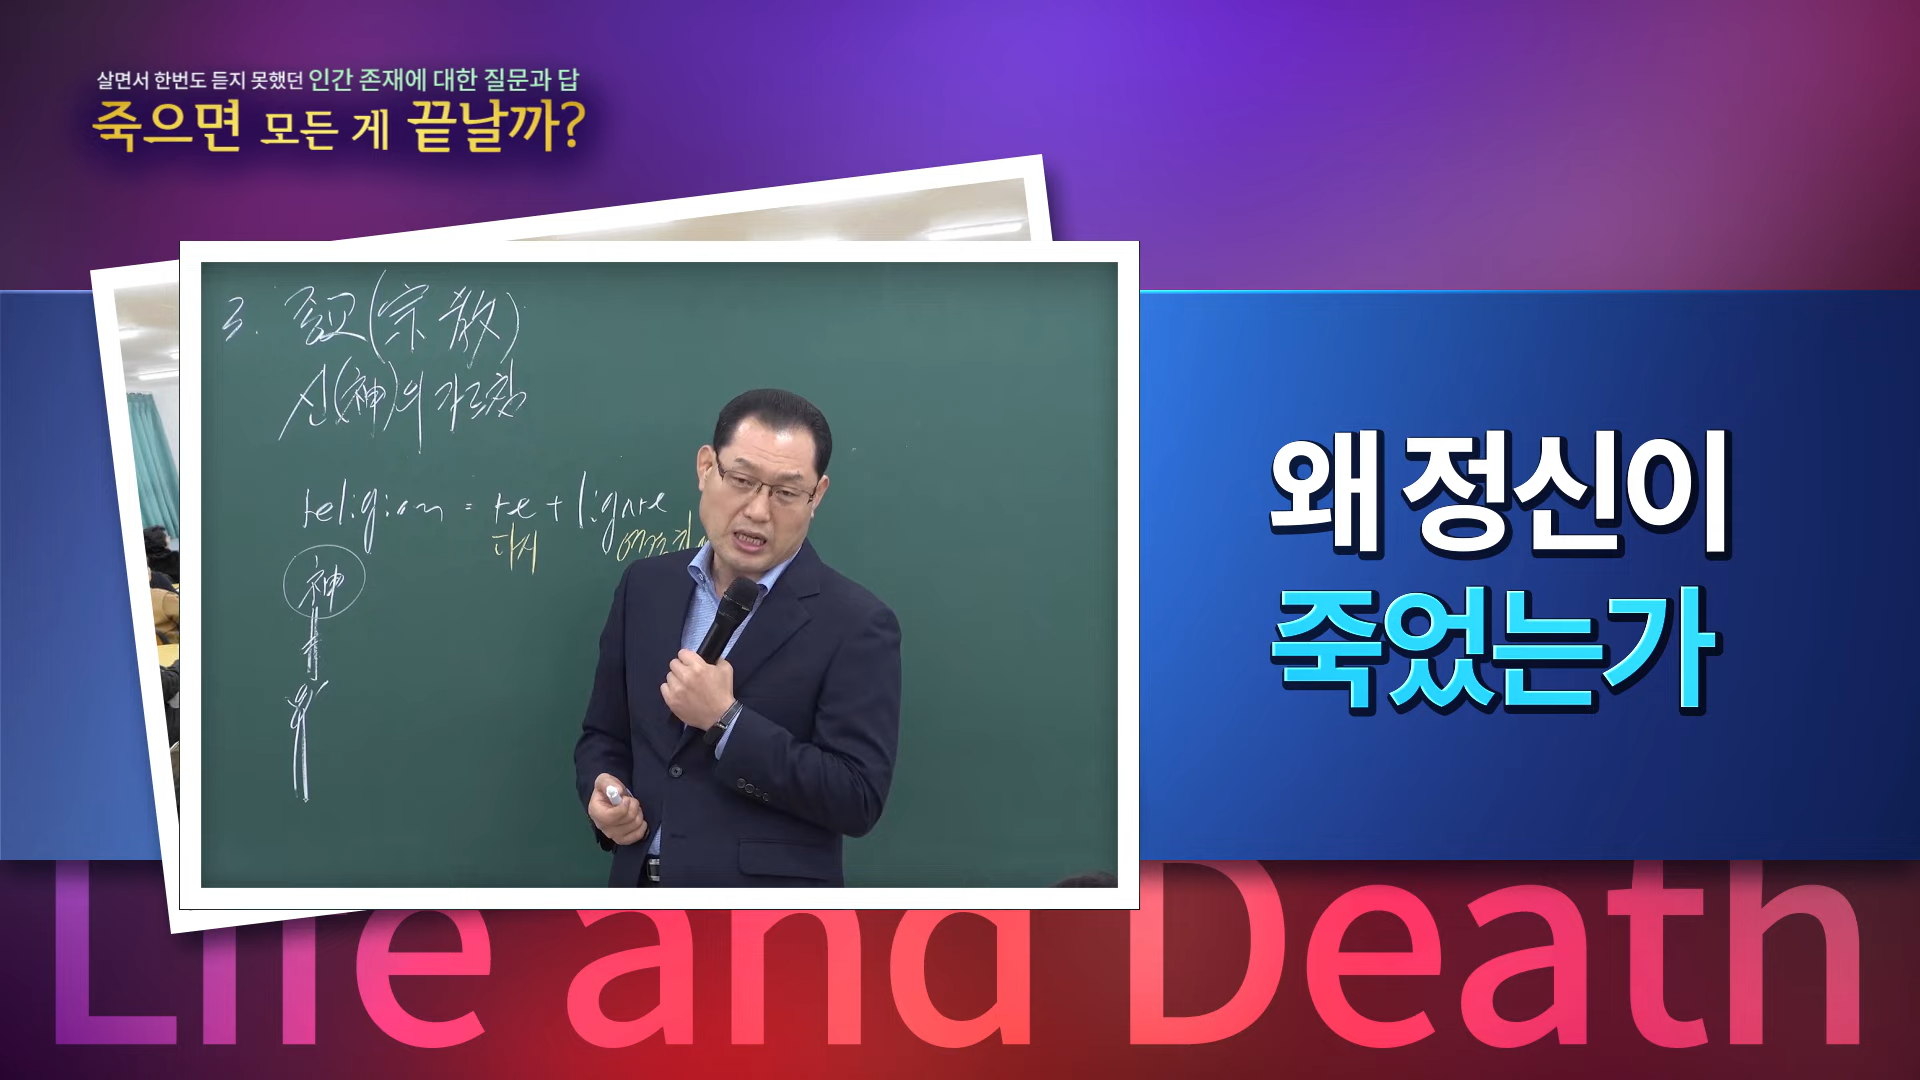 살면서 한번도 듣지 못했던 인간 존재에 대한 질문과 답
죽으면 모든 게 끝날까?
3. 종교(宗敎)
신(神)의 가르침
religion = re + ligare
다시
神
왜 정신이
죽었는가
Life and Death